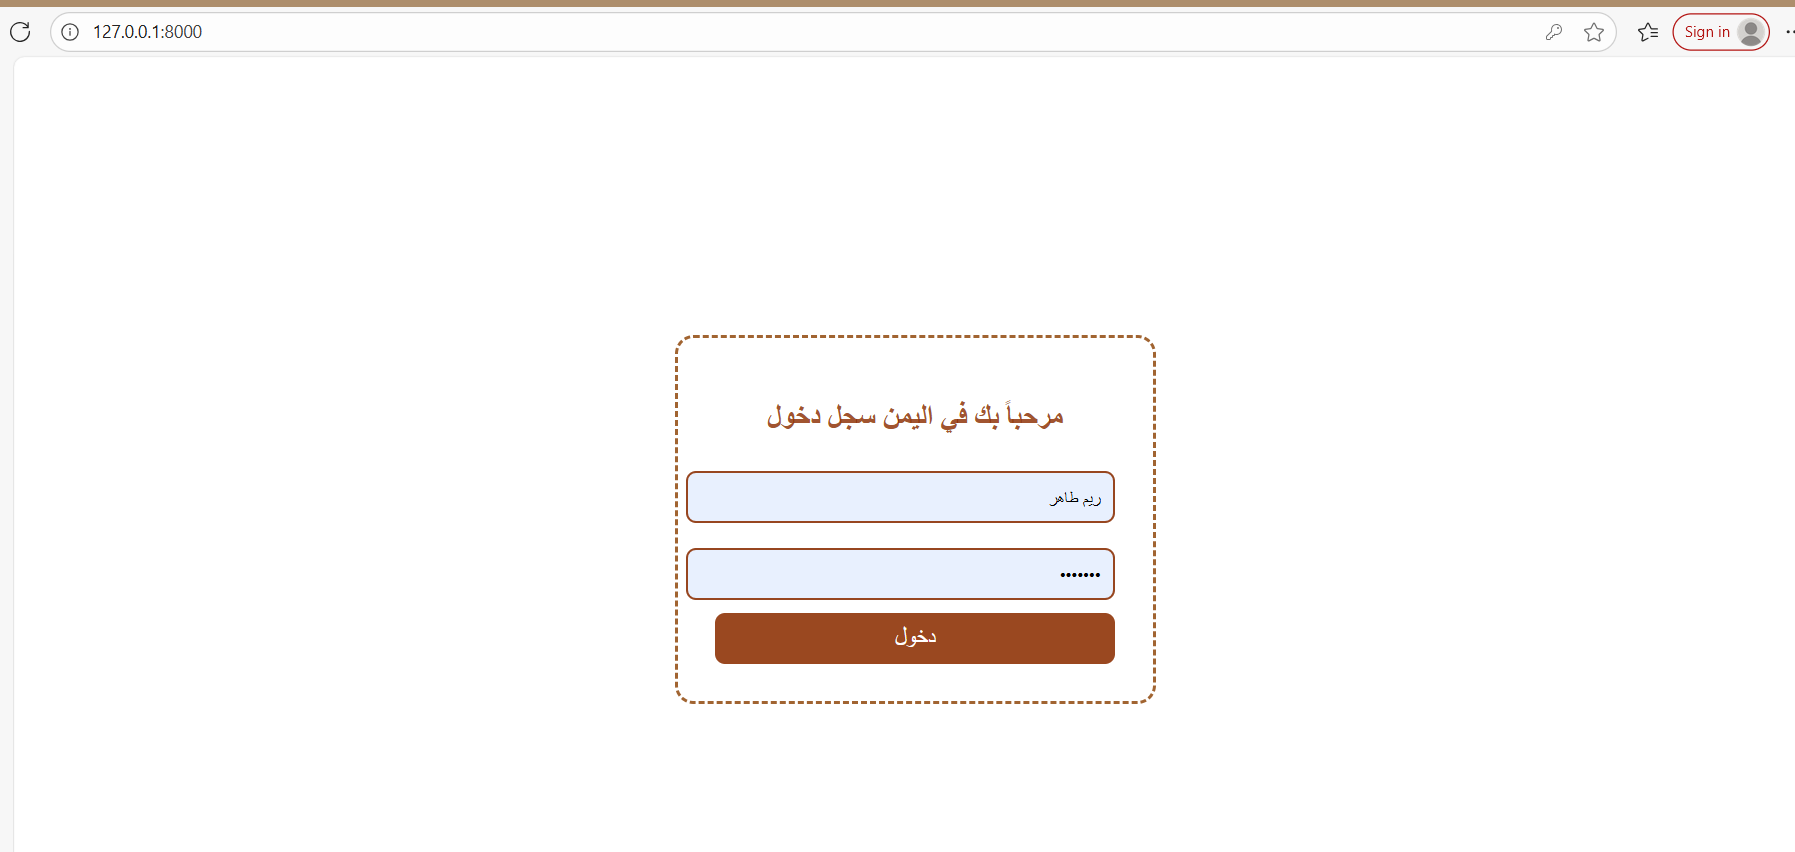 127.0.0.1:8000
Sign in
مرحباً بك في اليمن سجل دخول
ريم طاهر
•••••••
دخول